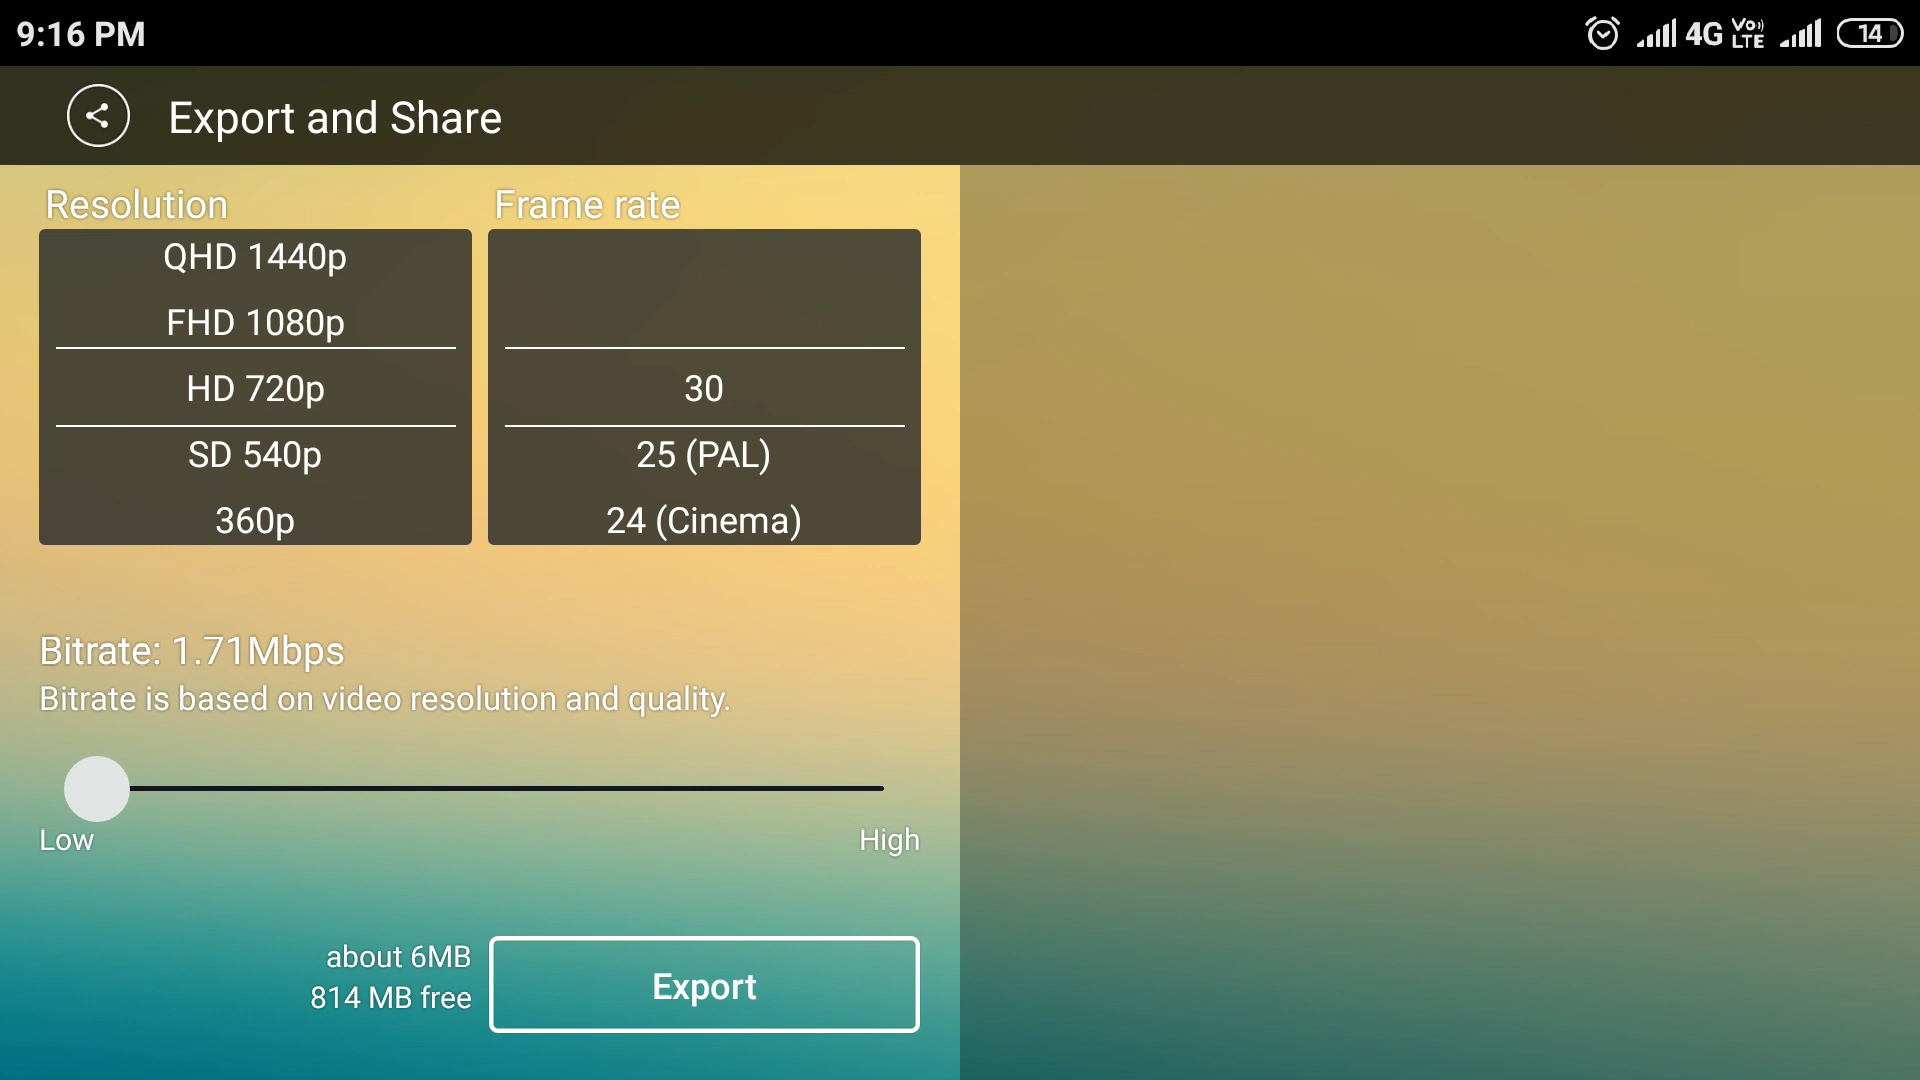 9:16 PM
4G VoLTE 14
Export and Share
Resolution
QHD 1440p
FHD 1080p
HD 720p
SD 540p
360p
Frame rate
30
25 (PAL)
24 (Cinema)
Bitrate: 1.71Mbps
Bitrate is based on video resolution and quality.
Low
High
about 6MB
814 MB free
Export